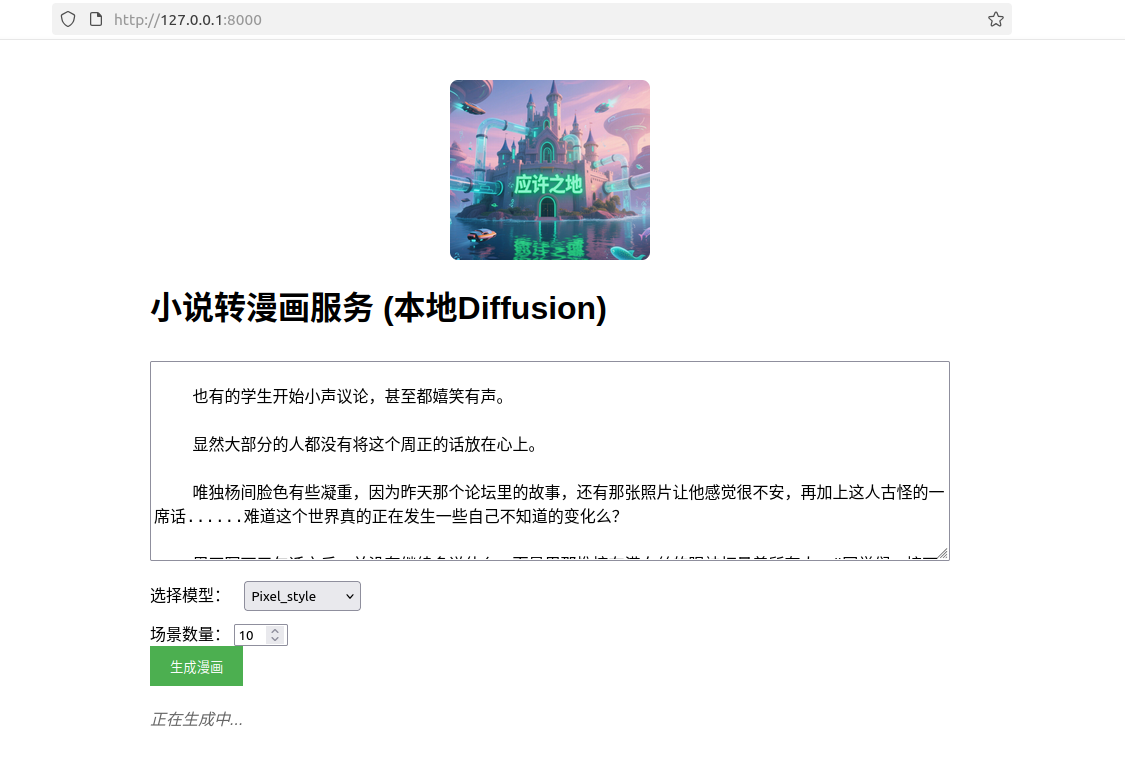 http://127.0.0.1:8000
应许之地
小说转漫画服务 (本地Diffusion)
也有的学生开始小声议论，甚至都嬉笑有声。
显然大部分的人都没有将这个周正的话放在心上。
唯独杨间脸色有些凝重，因为昨天那个论坛里的故事，还有那张照片让他感觉很不安，再加上这人古怪的一
席话......难道这个世界真的正在发生一些自己不知道的变化么？
选择模型：
Pixel_style
场景数量：
10
生成漫画
正在生成中...